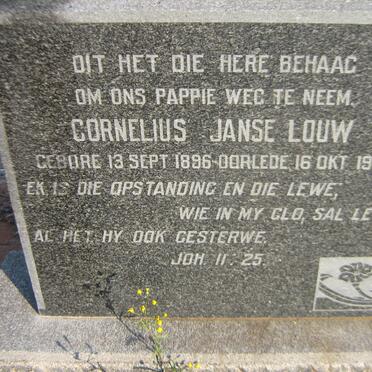 DIT HET DIE HERE BEHAAG
OM ONS PAPPIE WEG TE NEEM.
CORNELIUS JANSE LOUW
GEBORE 13 SEPT 1896-OORLEDE 16 OKT 19
EK IS DIE OPSTANDING EN DIE LEWE;
WIE IN MY GLO, SAL LE
AL HET HY OOK GESTERWE.
JOH. 11. 25.